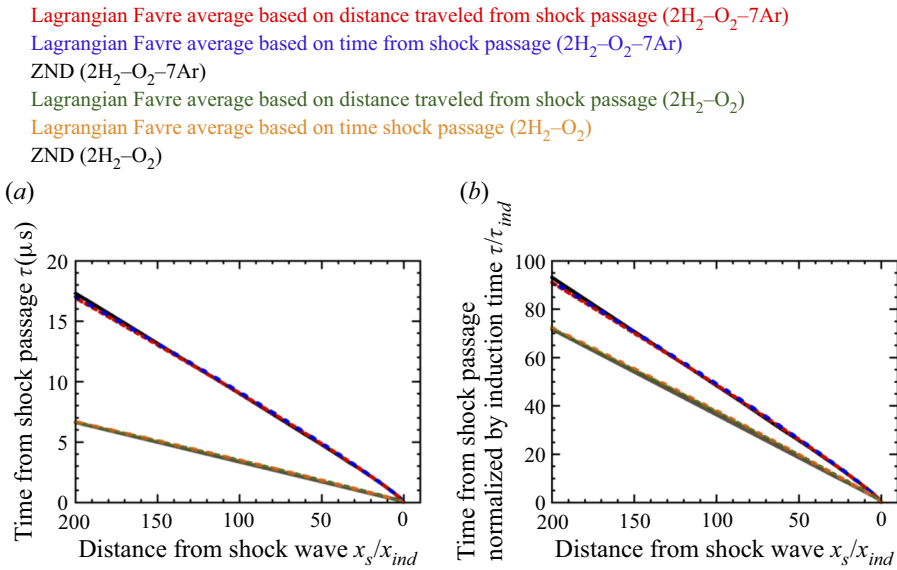 Lagrangian Favre average based on distance traveled from shock passage (2H₂–O₂–7Ar)
Lagrangian Favre average based on time from shock passage (2H₂–O₂–7Ar)
ZND (2H₂–O₂–7Ar)
Lagrangian Favre average based on distance traveled from shock passage (2H₂–O₂)
Lagrangian Favre average based on time shock passage (2H₂–O₂)
ZND (2H₂–O₂)
(a)
Time from shock passage τ(μs)
20
15
10
5
0
200 150 100 50 0
Distance from shock wave x_s/x_ind
(b)
Time from shock passage
normalized by induction time τ/τ_ind
100
80
60
40
20
0
200 150 100 50 0
Distance from shock wave x_s/x_ind